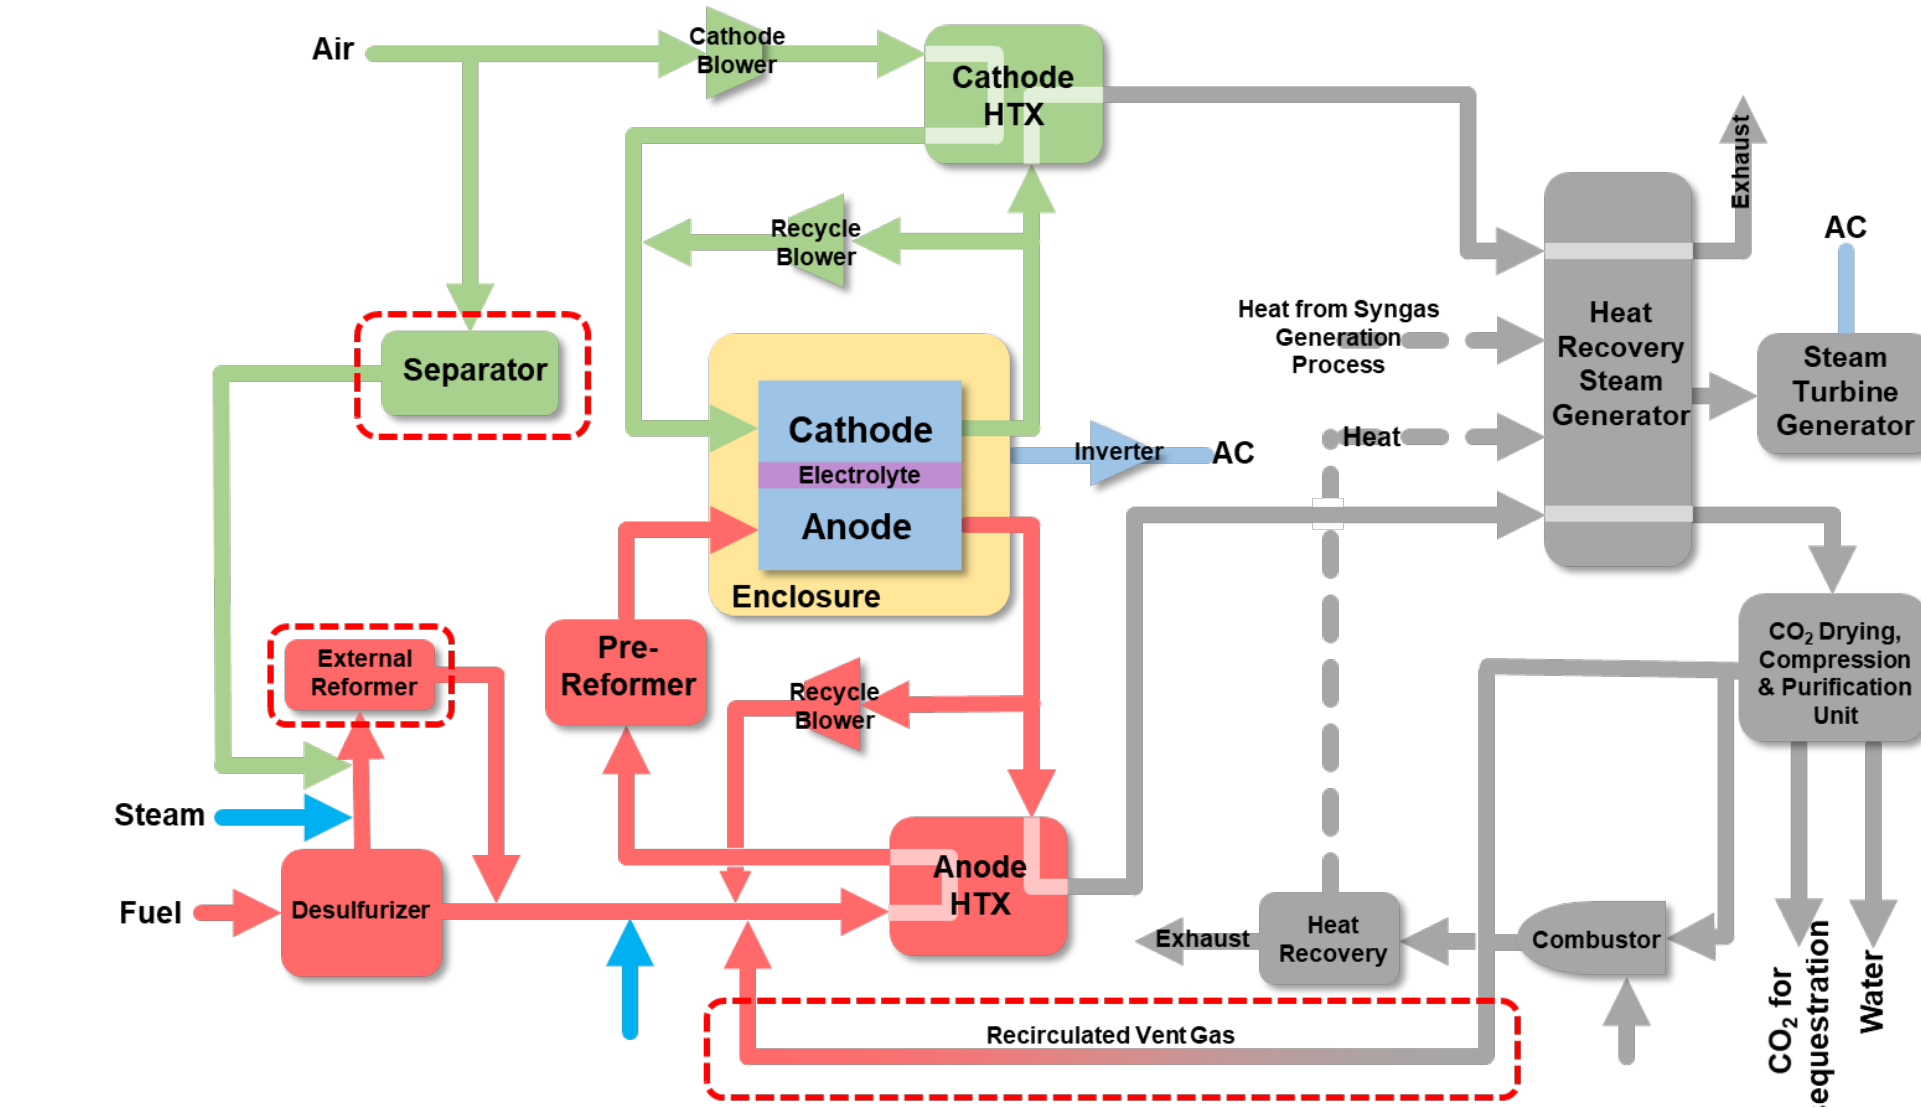 Air
Cathode
Blower
Cathode
HTX
Exhaust
AC
Recycle
Blower
Heat from Syngas
Generation
Process
Heat
Recovery
Steam
Generator
Steam
Turbine
Generator
Separator
Cathode
Electrolyte
Anode
Enclosure
Inverter
AC
Heat
External
Reformer
Pre-
Reformer
Recycle
Blower
CO₂ Drying,
Compression
& Purification
Unit
Steam
Fuel
Desulfurizer
Anode
HTX
Exhaust
Heat
Recovery
Combustor
Recirculated Vent Gas
CO₂ for
equestration
Water